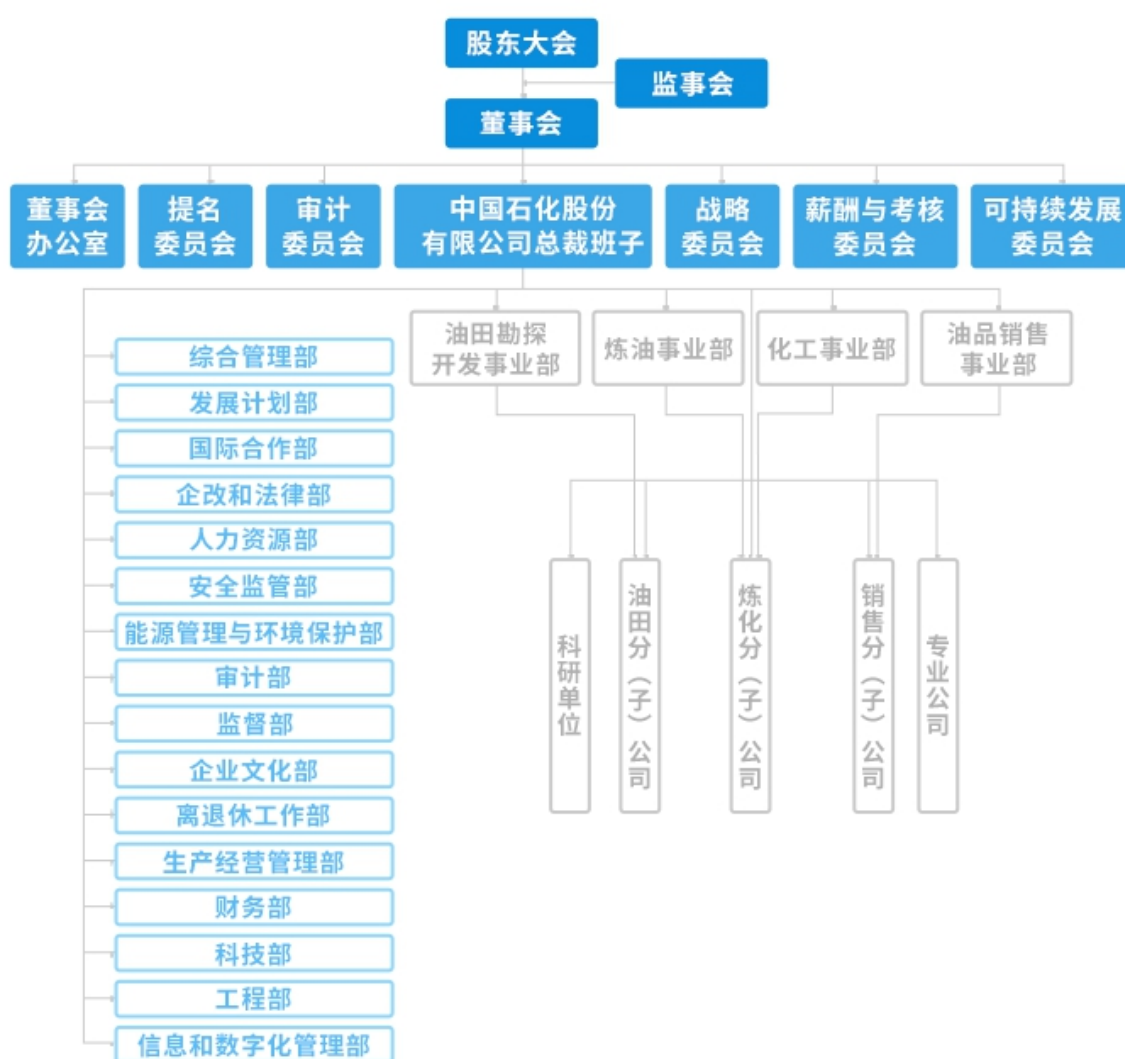 股东大会
监事会
董事会
董事会
办公室
提名
委员会
审计
委员会
中国石化股份
有限公司总裁班子
战略
委员会
薪酬与考核
委员会
可持续发展
委员会
油田勘探
开发事业部
炼油事业部
化工事业部
油品销售
事业部
综合管理部
发展计划部
国际合作部
企改和法律部
人力资源部
安全监管部
能源管理与环境保护部
审计部
监督部
企业文化部
离退休工作部
生产经营管理部
财务部
科技部
工程部
信息和数字化管理部
科研单位
油田分（子）公司
炼化分（子）公司
销售分（子）公司
专业公司